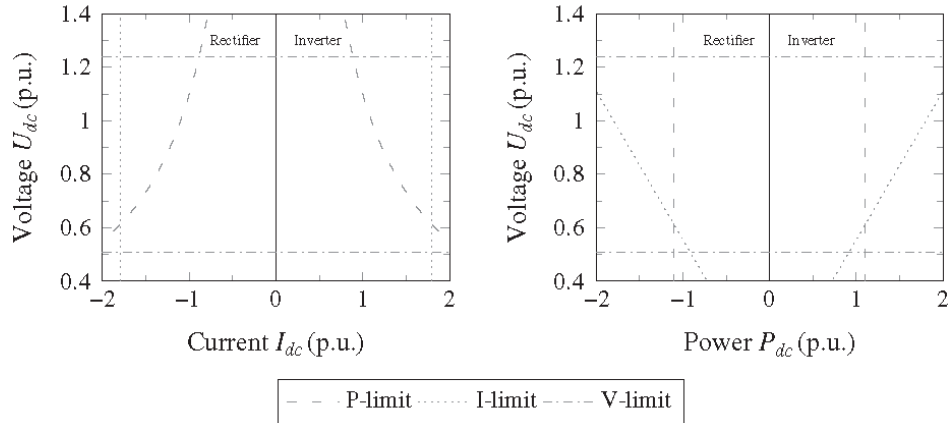 1.4
1.2
1
0.8
0.6
0.4
Voltage U_dc (p.u.)
Rectifier
Inverter
−2
−1
0
1
2
Current I_dc (p.u.)
1.4
1.2
1
0.8
0.6
0.4
Voltage U_dc (p.u.)
Rectifier
Inverter
−2
−1
0
1
2
Power P_dc (p.u.)
P-limit
I-limit
V-limit